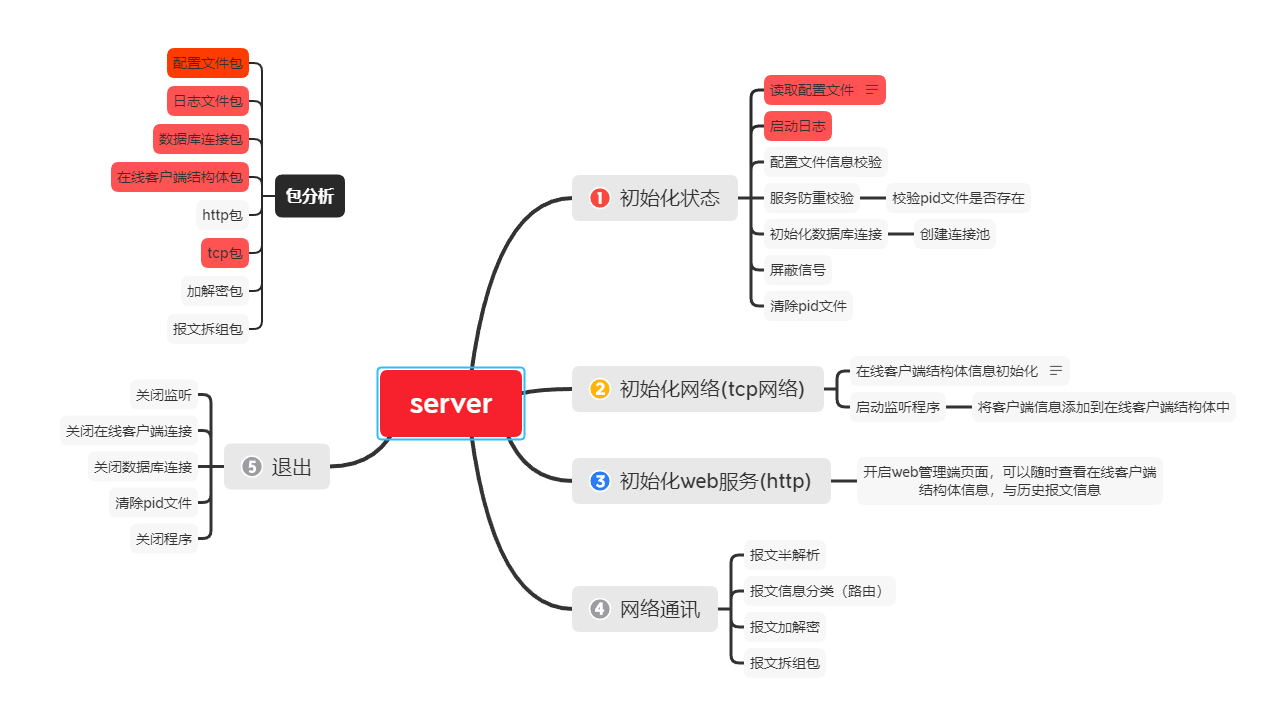 配置文件包
日志文件包
数据库连接包
在线客户端结构体包
http包
tcp包
加解密包
报文拆组包
包分析
server
1 初始化状态
读取配置文件
启动日志
配置文件信息校验
服务防重校验
校验pid文件是否存在
初始化数据库连接
创建连接池
屏蔽信号
清除pid文件
2 初始化网络(tcp网络)
在线客户端结构体信息初始化
启动监听程序
将客户端信息添加到在线客户端结构体中
3 初始化web服务(http)
开启web管理端页面，可以随时查看在线客户端
结构体信息，与历史报文信息
4 网络通讯
报文半解析
报文信息分类（路由）
报文加解密
报文拆组包
5 退出
关闭监听
关闭在线客户端连接
关闭数据库连接
清除pid文件
关闭程序